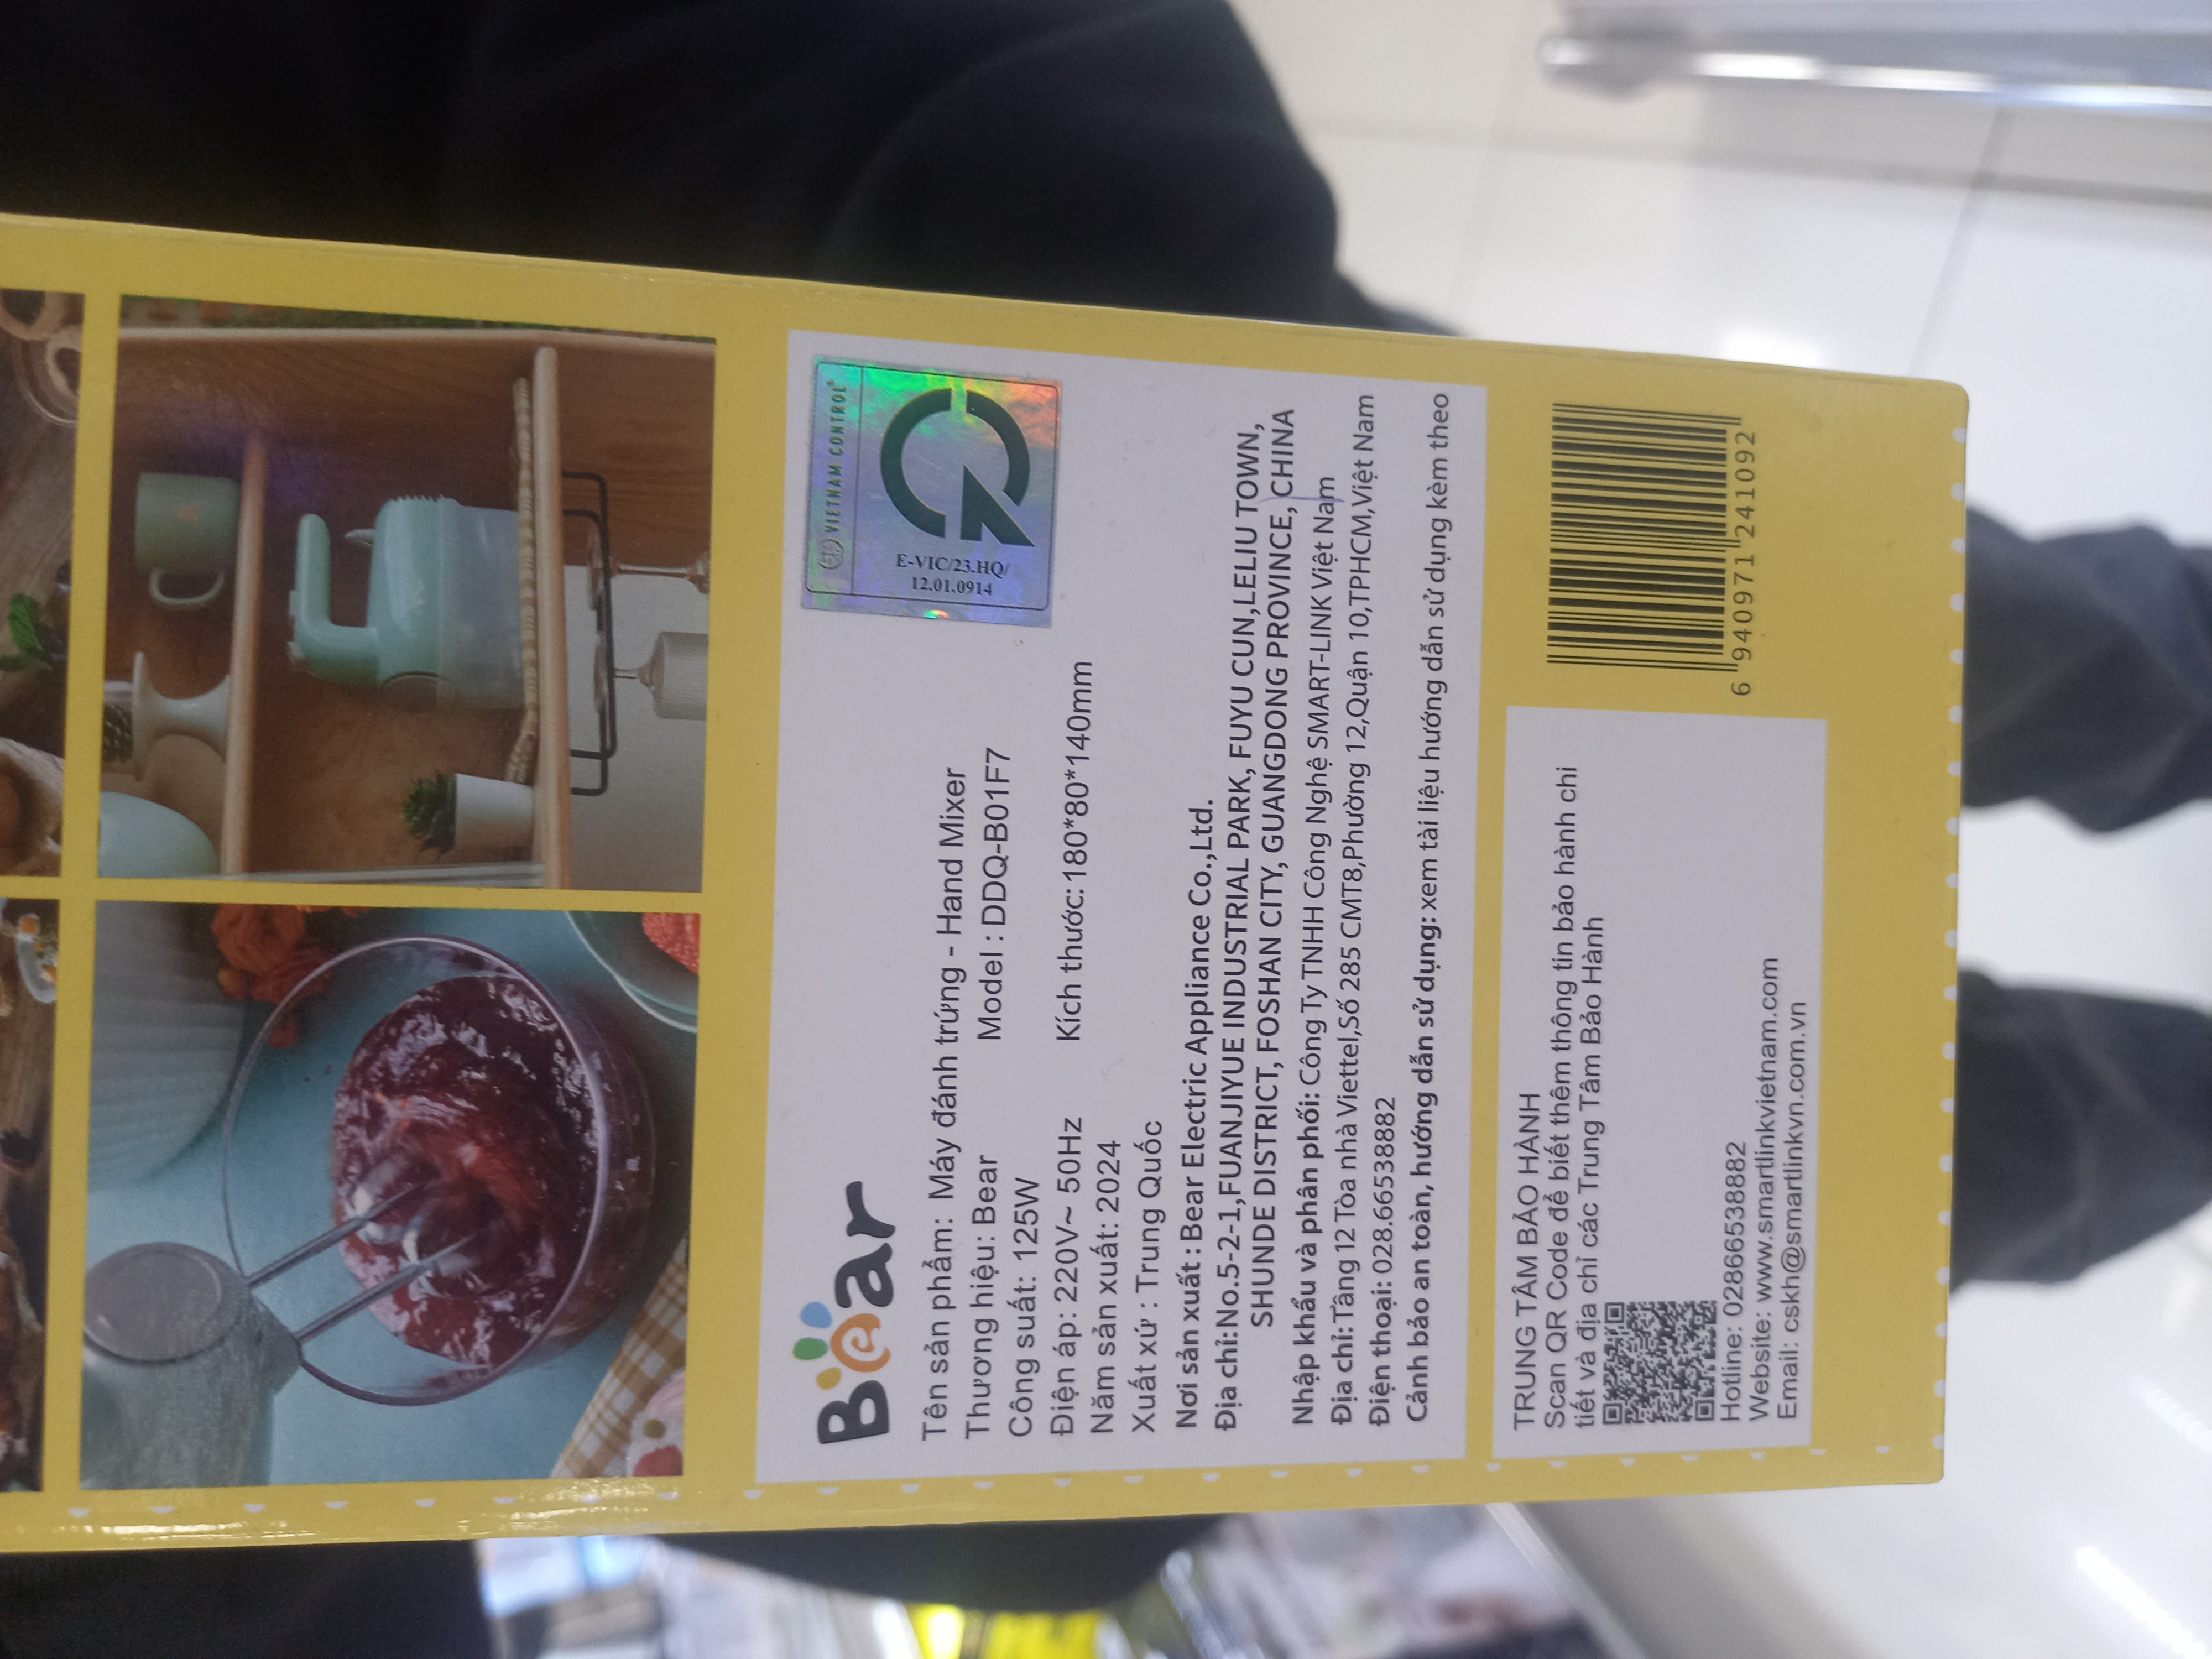 Bear
VIETNAM CONTROL
E-VIC/23.HQ/
12.01.0914
Tên sản phẩm: Máy đánh trứng - Hand Mixer
Thương hiệu: Bear Model : DDQ-B01F7
Công suất: 125W
Điện áp: 220V~ 50Hz Kích thước: 180*80*140mm
Năm sản xuất: 2024
Xuất xứ : Trung Quốc
Nơi sản xuất : Bear Electric Appliance Co.,Ltd.
Địa chỉ: No.5-2-1,FUANJIYUE INDUSTRIAL PARK, FUYU CUN,LELIU TOWN,
SHUNDE DISTRICT, FOSHAN CITY, GUANGDONG PROVINCE, CHINA
Nhập khẩu và phân phối: Công Ty TNHH Công Nghệ SMART-LINK Việt Nam
Địa chỉ: Tầng 12 Tòa nhà Viettel,Số 285 CMT8,Phường 12,Quận 10,TPHCM,Việt Nam
Điện thoại: 028.66538882
Cảnh bảo an toàn, hướng dẫn sử dụng: xem tài liệu hướng dẫn sử dụng kèm theo
TRUNG TÂM BẢO HÀNH
Scan QR Code để biết thêm thông tin bảo hành chi
tiết và địa chỉ các Trung Tâm Bảo Hành
Hotline: 02866538882
Website: www.smartlinkvietnam.com
Email: cskh@smartlinkvn.com.vn
6 940971 241092